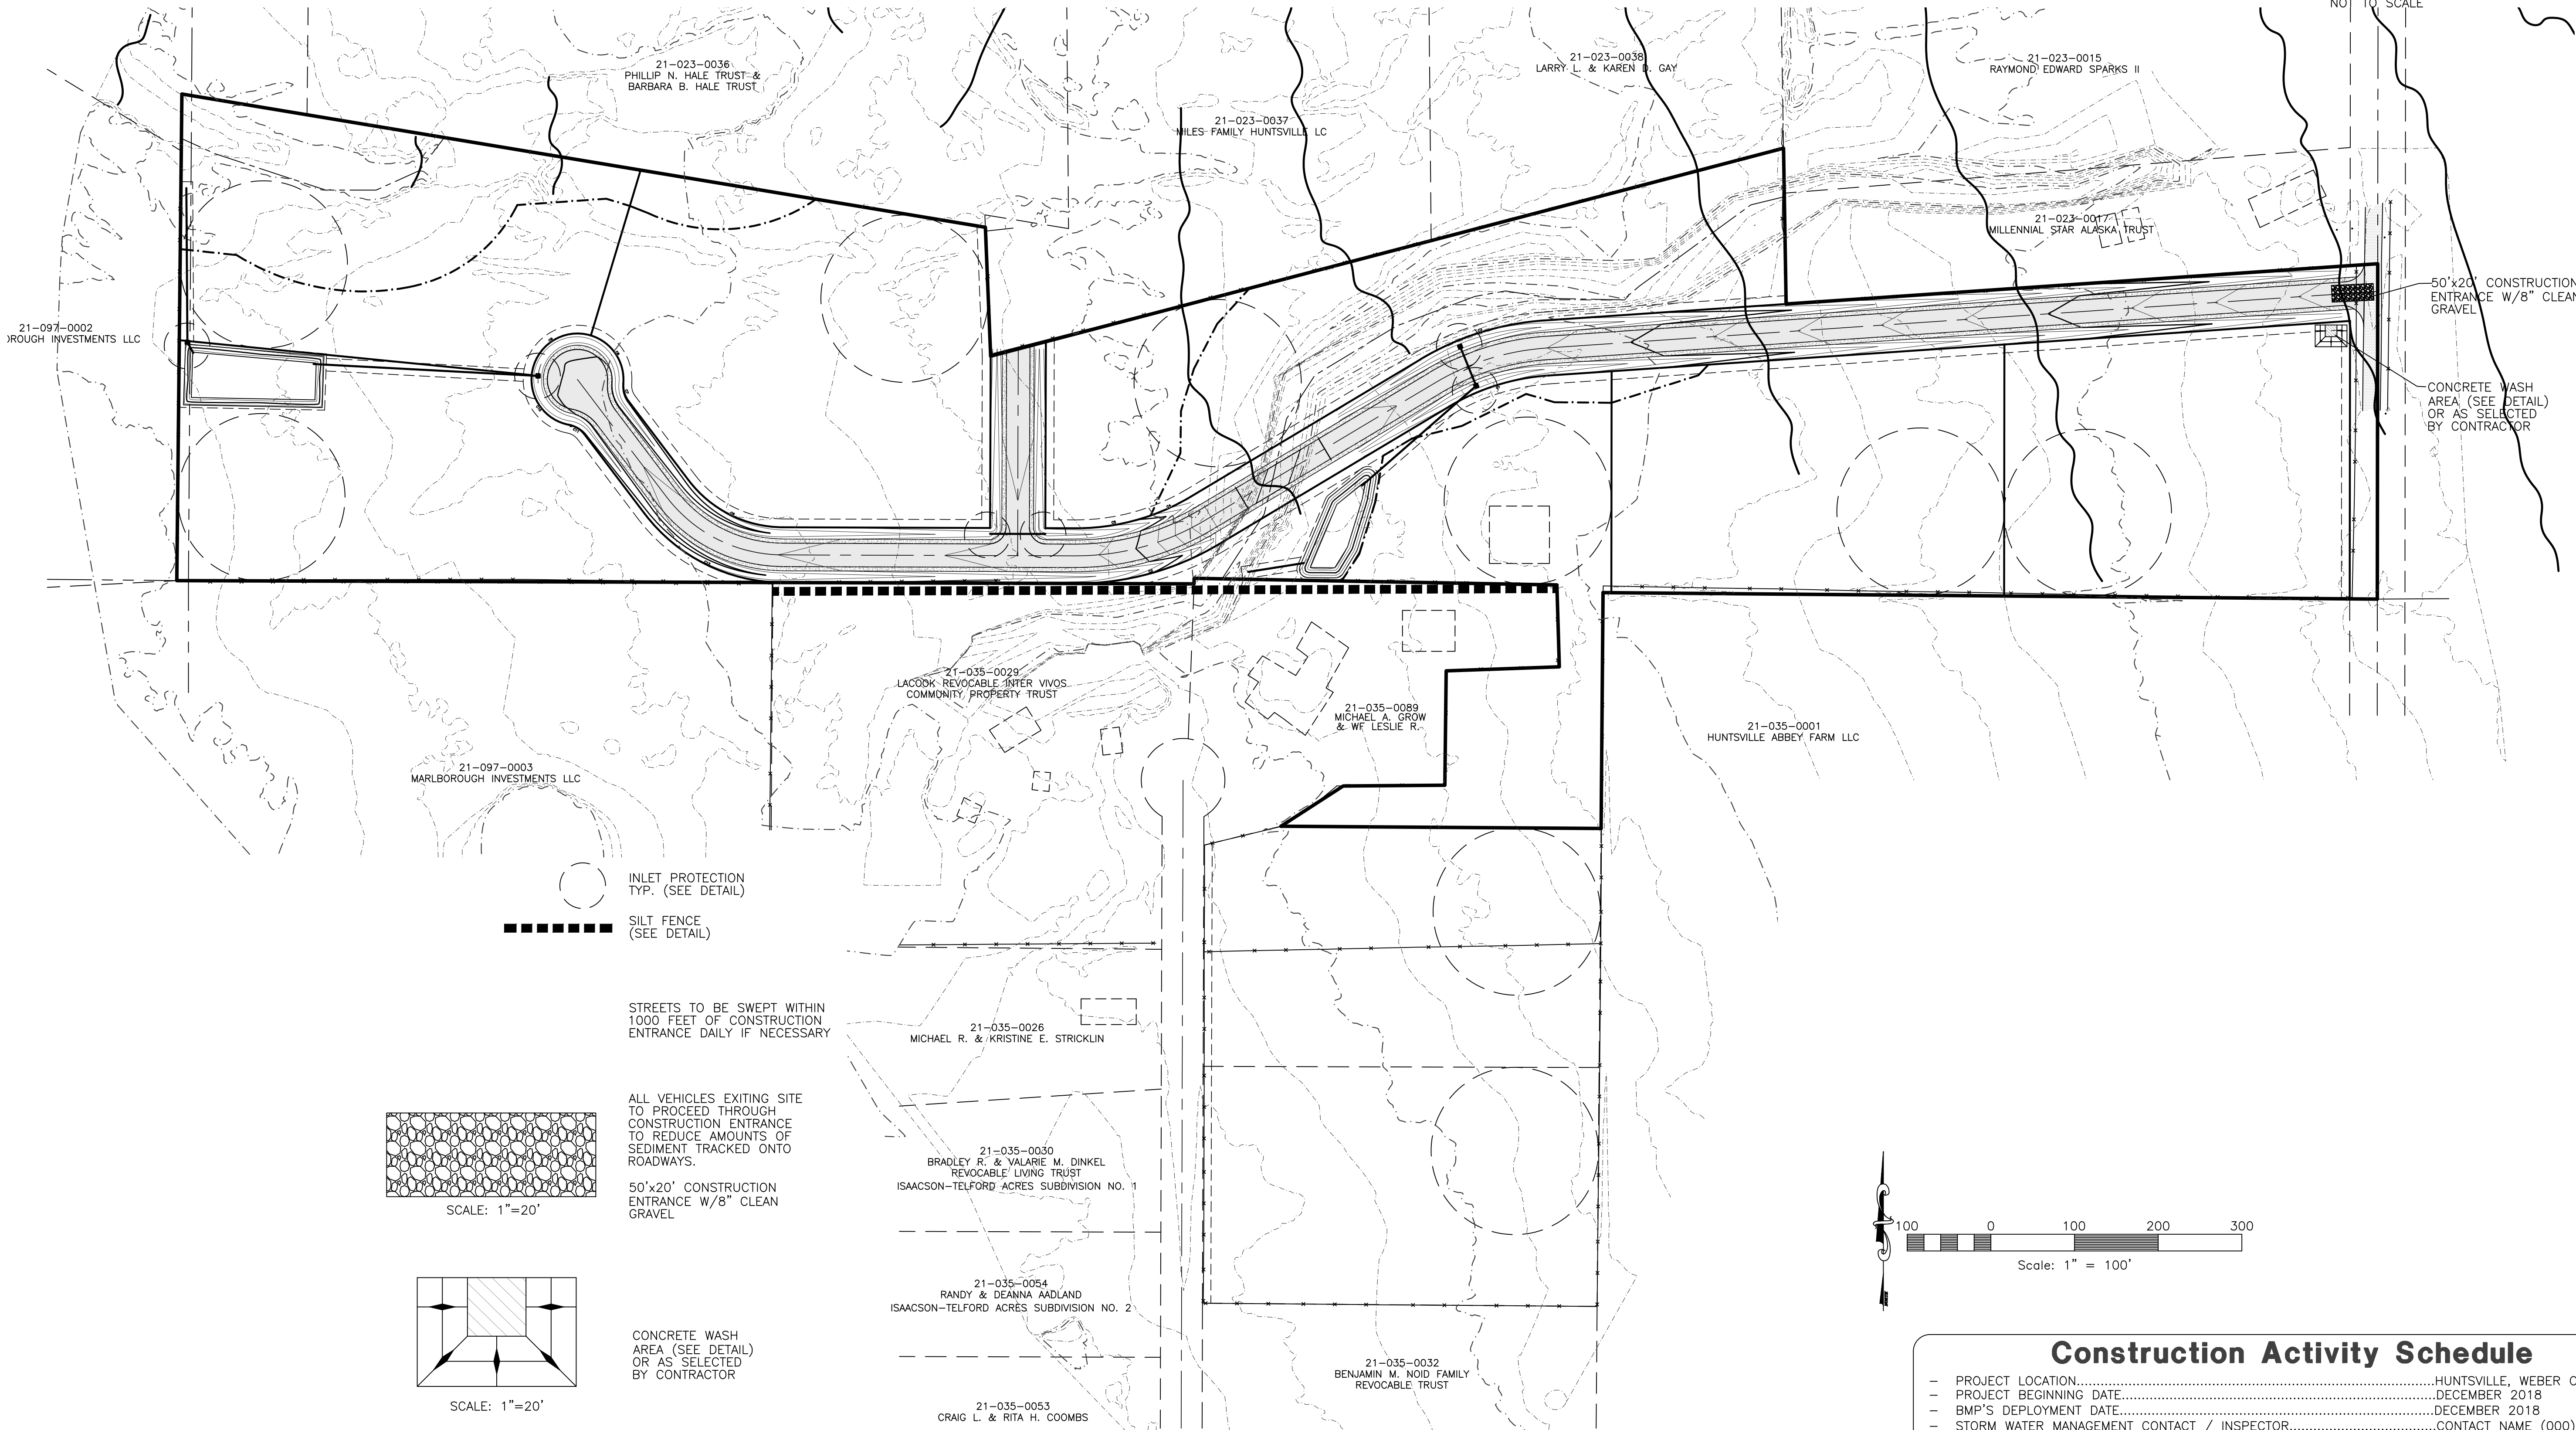 NOT TO SCALE
21-023-0036
PHILLIP N. HALE TRUST &
BARBARA B. HALE TRUST
21-023-0038
LARRY L. & KAREN D. GAY
21-023-0015
RAYMOND EDWARD SPARKS II
21-023-0037
MILES FAMILY HUNTSVILLE LC
21-023-0017
MILLENNIAL STAR ALASKA TRUST
50'x20' CONSTRUCTION
ENTRANCE W/8" CLEAN
GRAVEL
21-097-0002
OROUGH INVESTMENTS LLC
CONCRETE WASH
AREA (SEE DETAIL)
OR AS SELECTED
BY CONTRACTOR
21-035-0029
LACOOK REVOCABLE INTER VIVOS
COMMUNITY PROPERTY TRUST
21-035-0089
MICHAEL A. GROW
& WF LESLIE R.
21-035-0001
HUNTSVILLE ABBEY FARM LLC
21-097-0003
MARLBOROUGH INVESTMENTS LLC
INLET PROTECTION
TYP. (SEE DETAIL)
SILT FENCE
(SEE DETAIL)
STREETS TO BE SWEPT WITHIN
1000 FEET OF CONSTRUCTION
ENTRANCE DAILY IF NECESSARY
21-035-0026
MICHAEL R. & KRISTINE E. STRICKLIN
ALL VEHICLES EXITING SITE
TO PROCEED THROUGH
CONSTRUCTION ENTRANCE
TO REDUCE AMOUNTS OF
SEDIMENT TRACKED ONTO
ROADWAYS.
50'x20' CONSTRUCTION
ENTRANCE W/8" CLEAN
GRAVEL
SCALE: 1"=20'
21-035-0030
BRADLEY R. & VALARIE M. DINKEL
REVOCABLE LIVING TRUST
ISAACSON-TELFORD ACRES SUBDIVISION NO. 1
100 0 100 200 300
Scale: 1" = 100'
21-035-0054
RANDY & DEANNA AADLAND
ISAACSON-TELFORD ACRES SUBDIVISION NO. 2
CONCRETE WASH
AREA (SEE DETAIL)
OR AS SELECTED
BY CONTRACTOR
SCALE: 1"=20'
21-035-0032
BENJAMIN M. NOID FAMILY
REVOCABLE TRUST
21-035-0053
CRAIG L. & RITA H. COOMBS
Construction Activity Schedule
- PROJECT LOCATION....HUNTSVILLE, WEBER C
- PROJECT BEGINNING DATE....DECEMBER 2018
- BMP'S DEPLOYMENT DATE....DECEMBER 2018
- STORM WATER MANAGEMENT CONTACT / INSPECTOR....CONTACT NAME (000)